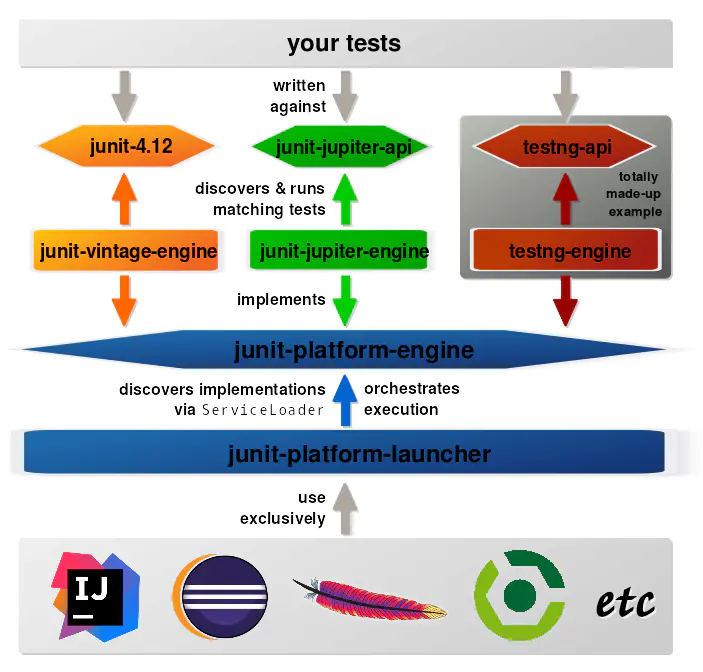 your tests
written
against
junit-4.12
junit-jupiter-api
testng-api
totally
made-up
example
discovers & runs
matching tests
junit-vintage-engine
junit-jupiter-engine
testng-engine
implements
junit-platform-engine
discovers implementations
via ServiceLoader
orchestrates
execution
junit-platform-launcher
use
exclusively
IJ
etc